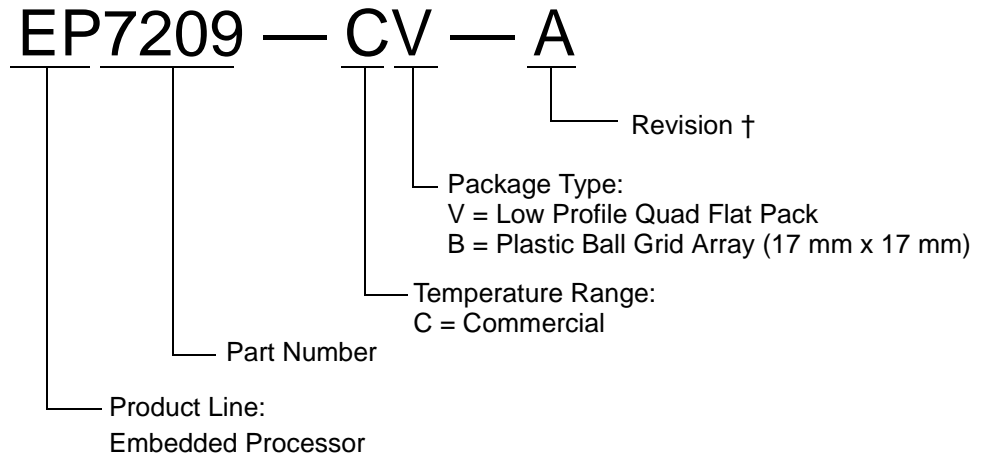 EP7209 — CV — A
Revision †
Package Type:
V = Low Profile Quad Flat Pack
B = Plastic Ball Grid Array (17 mm x 17 mm)
Temperature Range:
C = Commercial
Part Number
Product Line:
Embedded Processor